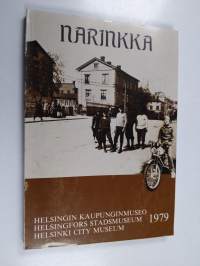 NARINKKA
HELSINGIN KAUPUNGINMUSEO
HELSINGFORS STADSMUSEUM 1979
HELSINKI CITY MUSEUM